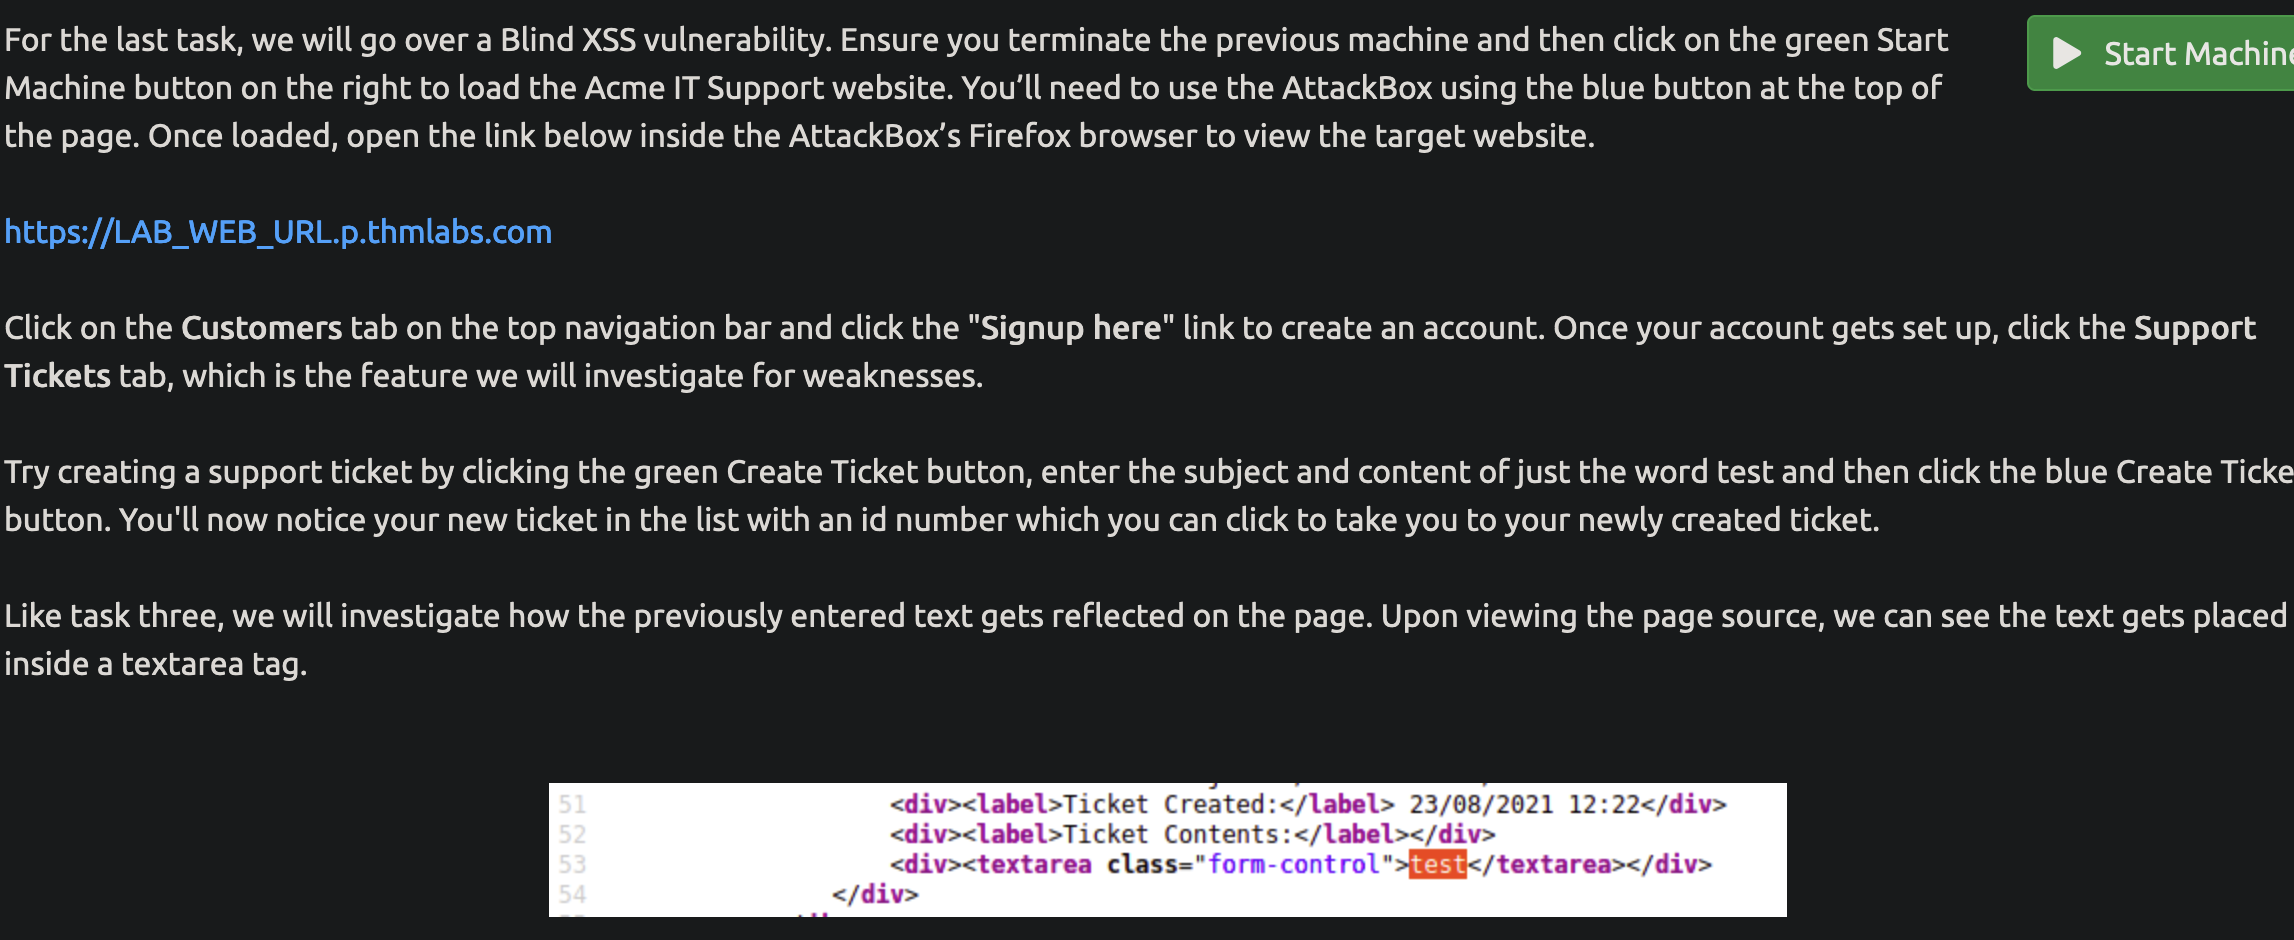 For the last task, we will go over a Blind XSS vulnerability. Ensure you terminate the previous machine and then click on the green Start
Machine button on the right to load the Acme IT Support website. You’ll need to use the AttackBox using the blue button at the top of
the page. Once loaded, open the link below inside the AttackBox’s Firefox browser to view the target website.
Start Machine
https://LAB_WEB_URL.p.thmlabs.com
Click on the Customers tab on the top navigation bar and click the "Signup here" link to create an account. Once your account gets set up, click the Support
Tickets tab, which is the feature we will investigate for weaknesses.
Try creating a support ticket by clicking the green Create Ticket button, enter the subject and content of just the word test and then click the blue Create Ticke
button. You'll now notice your new ticket in the list with an id number which you can click to take you to your newly created ticket.
Like task three, we will investigate how the previously entered text gets reflected on the page. Upon viewing the page source, we can see the text gets placed
inside a textarea tag.
51 <div><label>Ticket Created:</label> 23/08/2021 12:22</div>
52 <div><label>Ticket Contents:</label></div>
53 <div><textarea class="form-control">test</textarea></div>
54 </div>